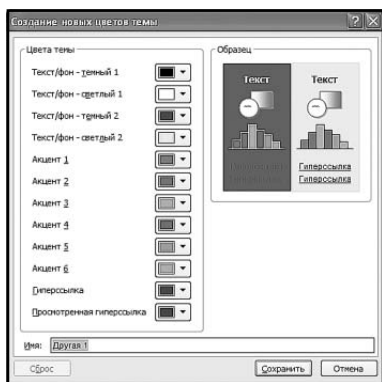 Создание новых цветов темы
Цвета темы
Текст/фон - темный 1
Текст/фон - светлый 1
Текст/фон - темный 2
Текст/фон - светлый 2
Акцент 1
Акцент 2
Акцент 3
Акцент 4
Акцент 5
Акцент 6
Гиперссылка
Просмотренная гиперссылка
Образец
Текст Текст
Гиперссылка
Гиперссылка
Имя: Другая 1
Сброс Сохранить Отмена